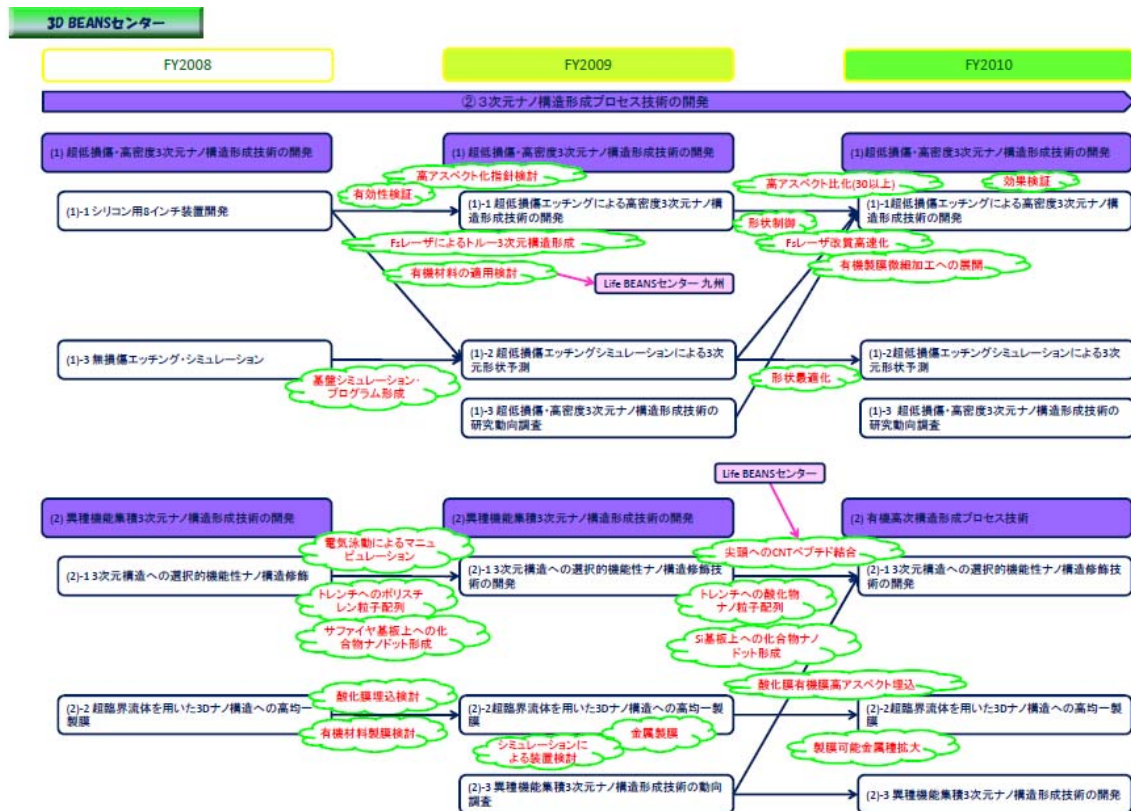 3D BEANSセンター
FY2008
FY2009
FY2010
②3次元ナノ構造形成プロセス技術の開発
(1) 超低損傷・高密度3次元ナノ構造形成技術の開発
(1) 超低損傷・高密度3次元ナノ構造形成技術の開発
(1)超低損傷・高密度3次元ナノ構造形成技術の開発
高アスペクト化指針検討
有効性検証
高アスペクト比化(30以上)
効果検証
(1)-1 シリコン用8インチ装置開発
(1)-1 超低損傷エッチングによる高密度3次元ナノ構
造形成技術の開発
(1)-1超低損傷エッチングによる高密度3次元ナノ構
造形成技術の開発
形状制御
Fsレーザによるトルー3次元構造形成
Fsレーザ改質高速化
有機材料の適用検討
有機製膜微細加工への展開
Life BEANSセンター 九州
(1)-3 無損傷エッチング・シミュレーション
(1)-2 超低損傷エッチングシミュレーションによる3次
元形状予測
(1)-2超低損傷エッチングシミュレーションによる3次
元形状予測
基盤シミュレーション・
プログラム形成
形状最適化
(1)-3 超低損傷・高密度3次元ナノ構造形成技術の
研究動向調査
(1)-3 超低損傷・高密度3次元ナノ構造形成技術の
研究動向調査
Life BEANSセンター
(2) 異種機能集積3次元ナノ構造形成技術の開発
(2)異種機能集積3次元ナノ構造形成技術の開発
(2) 有機高次構造形成プロセス技術
電気泳動によるマニュ
ピュレーション
尖頭へのCNTペプチド結合
(2)-1 3次元構造への選択的機能性ナノ構造修飾
(2)-1 3次元構造への選択的機能性ナノ構造修飾技
術の開発
(2)-1 3次元構造への選択的機能性ナノ構造修飾技
術の開発
トレンチへのポリスチ
レン粒子配列
トレンチへの酸化物
ナノ粒子配列
サファイヤ基板上への化
合物ナノドット形成
Si基板上への化合物ナノ
ドット形成
酸化膜埋込検討
酸化膜有機膜高アスペクト埋込
(2)-2 超臨界流体を用いた3Dナノ構造への高均一
製膜
(2)-2超臨界流体を用いた3Dナノ構造への高均一製
膜
(2)-2超臨界流体を用いた3Dナノ構造への高均一製
膜
有機材料製膜検討
金属製膜
シミュレーションに
よる装置検討
製膜可能金属種拡大
(2)-3 異種機能集積3次元ナノ構造形成技術の動向
調査
(2)-3 異種機能集積3次元ナノ構造形成技術の開発